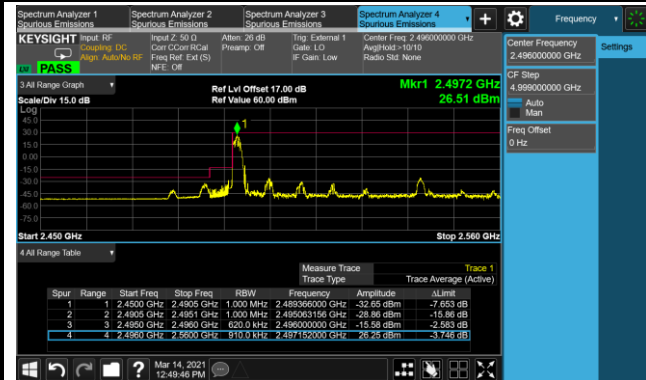 Spectrum Analyzer 1
Spurious Emissions
Spectrum Analyzer 2
Spurious Emissions
Spectrum Analyzer 3
Spurious Emissions
Spectrum Analyzer 4
Spurious Emissions
Frequency
KEYSIGHT
Input: RF
Coupling: DC
Align: Auto/No RF
Input Z: 50 Ω
Corr CCorr RCal
Freq Ref: Ext (S)
NFE: Off
Atten: 26 dB
Preamp: Off
Trig: External 1
Gate: LO
IF Gain: Low
Center Freq: 2.496000000 GHz
Avg|Hold:>10/10
Radio Std: None
PASS
Center Frequency
2.496000000 GHz
Settings
CF Step
4.999000000 GHz
Auto
Man
Freq Offset
0 Hz
3 All Range Graph
Scale/Div 15.0 dB
Ref Lvl Offset 17.00 dB
Ref Value 60.00 dBm
Mkr1 2.4972 GHz
26.51 dBm
Log
45.0
30.0
15.0
0.00
-15.0
-30.0
-45.0
-60.0
-75.0
1
Start 2.450 GHz
Stop 2.560 GHz
4 All Range Table
Measure Trace Trace 1
Trace Type Trace Average (Active)
Spur Range Start Freq Stop Freq RBW Frequency Amplitude ΔLimit
1 1 2.4500 GHz 2.4905 GHz 1.000 MHz 2.489366000 GHz -32.65 dBm -7.653 dB
2 2 2.4905 GHz 2.4951 GHz 1.000 MHz 2.495063156 GHz -28.86 dBm -15.86 dB
3 3 2.4950 GHz 2.4960 GHz 620.0 kHz 2.496000000 GHz -15.58 dBm -2.583 dB
4 4 2.4960 GHz 2.5600 GHz 910.0 kHz 2.497152000 GHz 26.25 dBm -3.746 dB
Mar 14, 2021
12:49:46 PM